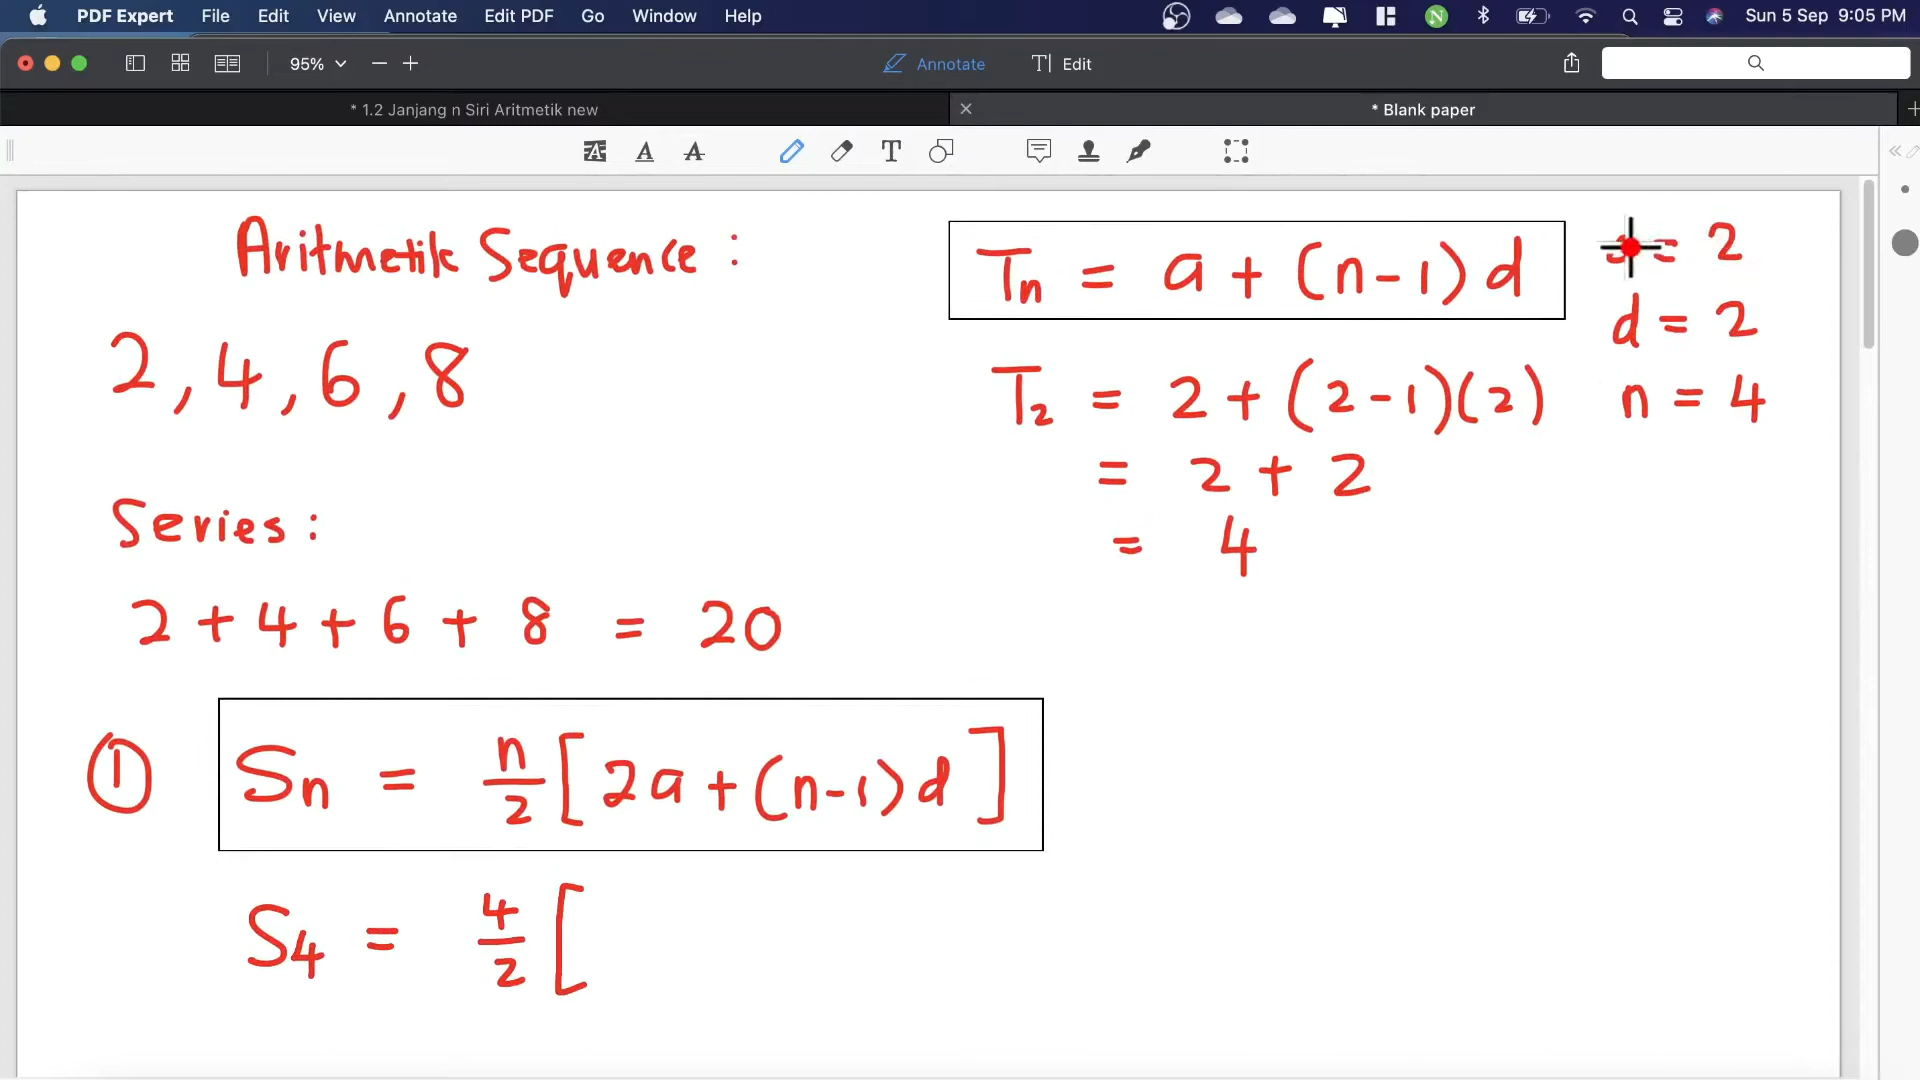 PDF Expert File Edit View Annotate Edit PDF Go Window Help Sun 5 Sep 9:05 PM
95% Annotate T| Edit
* 1.2 Janjang n Siri Aritmetik new
* Blank paper
Aritmetik Sequence :
2 , 4 , 6 , 8
Tn = a + (n-1) d
= 2
d = 2
n = 4
T2 = 2 + (2-1)(2)
= 2 + 2
= 4
Series :
2 + 4 + 6 + 8 = 20
① Sn = n/2 [ 2a + (n-1) d ]
S4 = 4/2 [